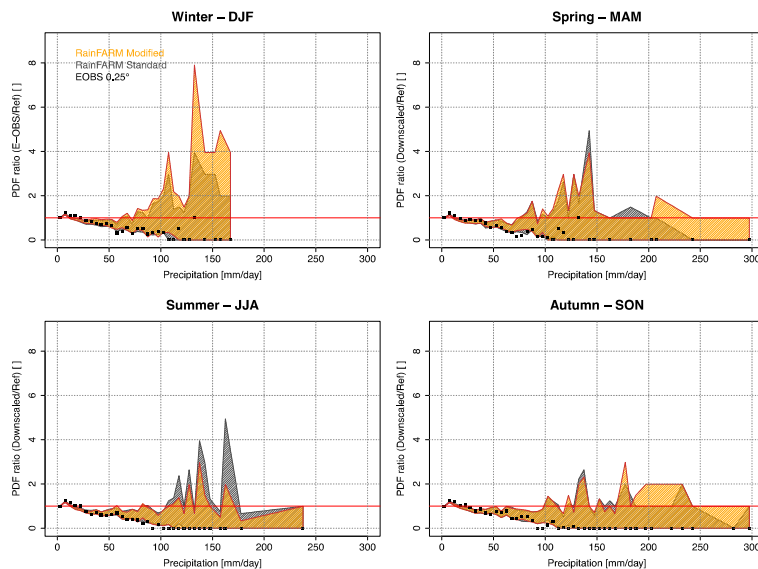 Winter – DJF
PDF ratio (E-OBS/Ref) [ ]
8
6
4
2
0
RainFARM Modified
RainFARM Standard
EOBS 0.25°
0 50 100 150 200 250 300
Precipitation [mm/day]
Spring – MAM
PDF ratio (Downscaled/Ref) [ ]
8
6
4
2
0
0 50 100 150 200 250 300
Precipitation [mm/day]
Summer – JJA
PDF ratio (Downscaled/Ref) [ ]
8
6
4
2
0
0 50 100 150 200 250 300
Precipitation [mm/day]
Autumn – SON
PDF ratio (Downscaled/Ref) [ ]
8
6
4
2
0
0 50 100 150 200 250 300
Precipitation [mm/day]